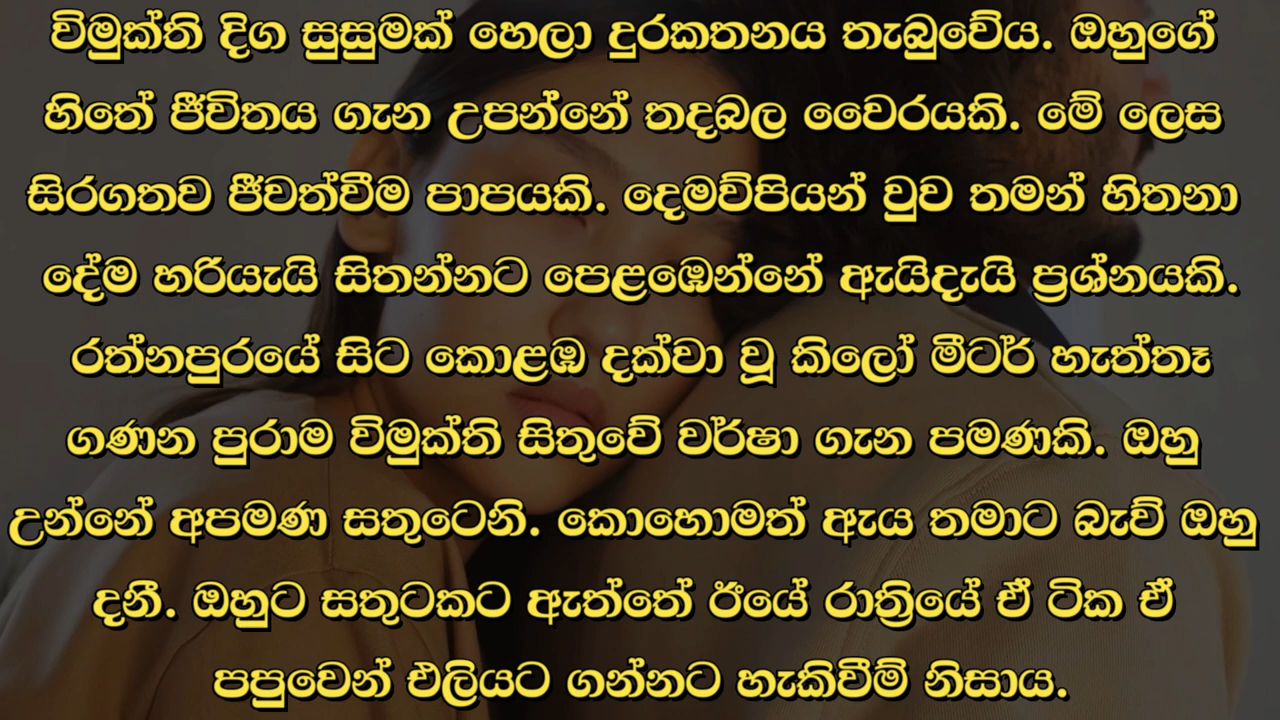 විමුක්ති දිග සුසුමක් හෙලා දුරකතනය තැබුවේය. ඔහුගේ
හිතේ ජීවිතය ගැන උපන්නේ තදබල වෛරයකි. මේ ලෙස
සිරගතව ජීවත්වීම පාපයකි. දෙමව්පියන් වුව තමන් හිතනා
දේම හරියැයි සිතන්නට පෙළඹෙන්නේ ඇයිදැයි ප්‍රශ්නයකි.
රත්නපුරයේ සිට කොළඹ දක්වා වූ කිලෝ මීටර් හැත්තෑ
ගණන පුරාම විමුක්ති සිතුවේ වර්ෂා ගැන පමණකි. ඔහු
උන්නේ අපමණ සතුටෙනි. කොහොමත් ඇය තමාට බැව් ඔහු
දනී. ඔහුට සතුටකට ඇත්තේ ඊයේ රාත්‍රියේ ඒ ටික ඒ
පපුවෙන් එලියට ගන්නට හැකිවීම් නිසාය.